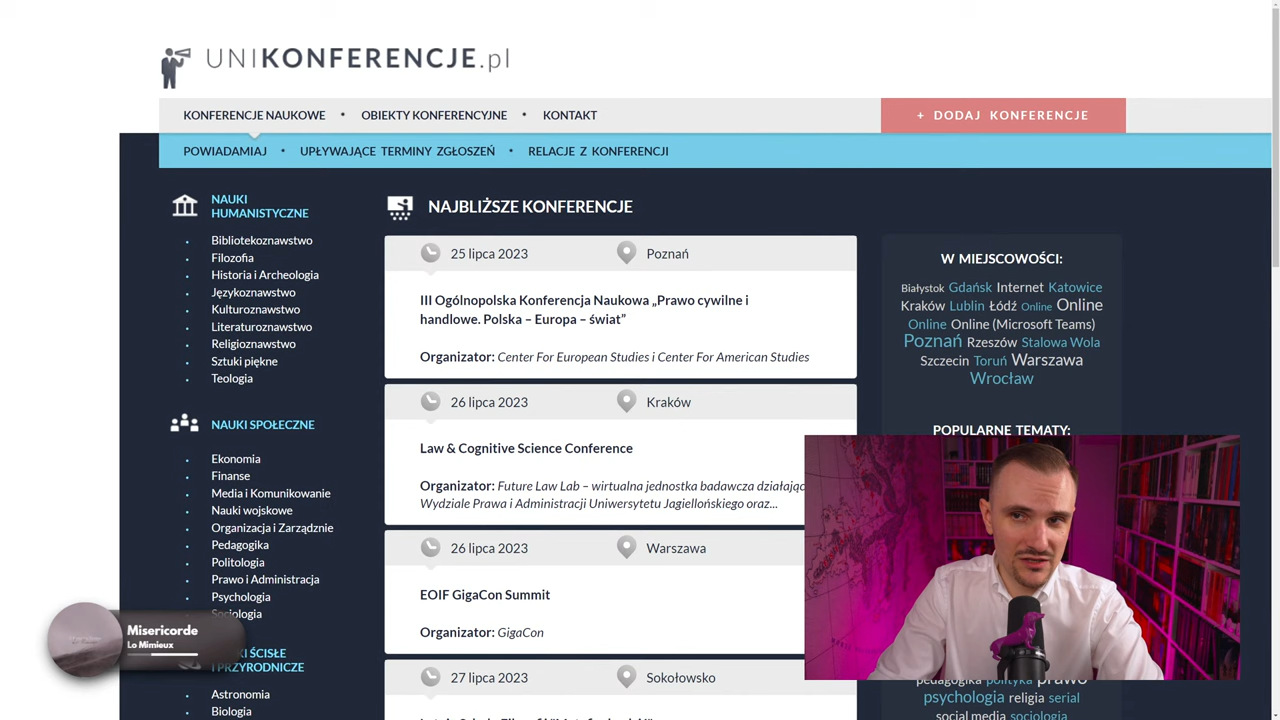 UNIKONFERENCJE.pl
KONFERENCJE NAUKOWE • OBIEKTY KONFERENCYJNE • KONTAKT
+ DODAJ KONFERENCJE
POWIADAMIAJ • UPŁYWAJĄCE TERMINY ZGŁOSZEŃ • RELACJE Z KONFERENCJI
NAUKI
HUMANISTYCZNE
Bibliotekoznawstwo
Filozofia
Historia i Archeologia
Językoznawstwo
Kulturoznawstwo
Literaturoznawstwo
Religioznawstwo
Sztuki piękne
Teologia
NAUKI SPOŁECZNE
Ekonomia
Finanse
Media i Komunikowanie
Nauki wojskowe
Organizacja i Zarządznie
Pedagogika
Politologia
Prawo i Administracja
Psychologia
Socjologia
ŚCISŁE
I PRZYRODNICZE
Astronomia
Biologia
Misericorde
Lo Mimieux
NAJBLIŻSZE KONFERENCJE
25 lipca 2023 Poznań
III Ogólnopolska Konferencja Naukowa „Prawo cywilne i
handlowe. Polska – Europa – świat”
Organizator: Center For European Studies i Center For American Studies
26 lipca 2023 Kraków
Law & Cognitive Science Conference
Organizator: Future Law Lab – wirtualna jednostka badawcza
Wydziale Prawa i Administracji Uniwersytetu Jagiellońskiego oraz...
26 lipca 2023 Warszawa
EOIF GigaCon Summit
Organizator: GigaCon
27 lipca 2023 Sokołowsko
W MIEJSCOWOŚCI:
Białystok Gdańsk Internet Katowice
Kraków Lublin Łódź Online Online
Online Online (Microsoft Teams)
Poznań Rzeszów Stalowa Wola
Szczecin Toruń Warszawa
Wrocław
POPULARNE TEMATY:
pedagogika polityka prawo
psychologia religia serial
social media socjologia